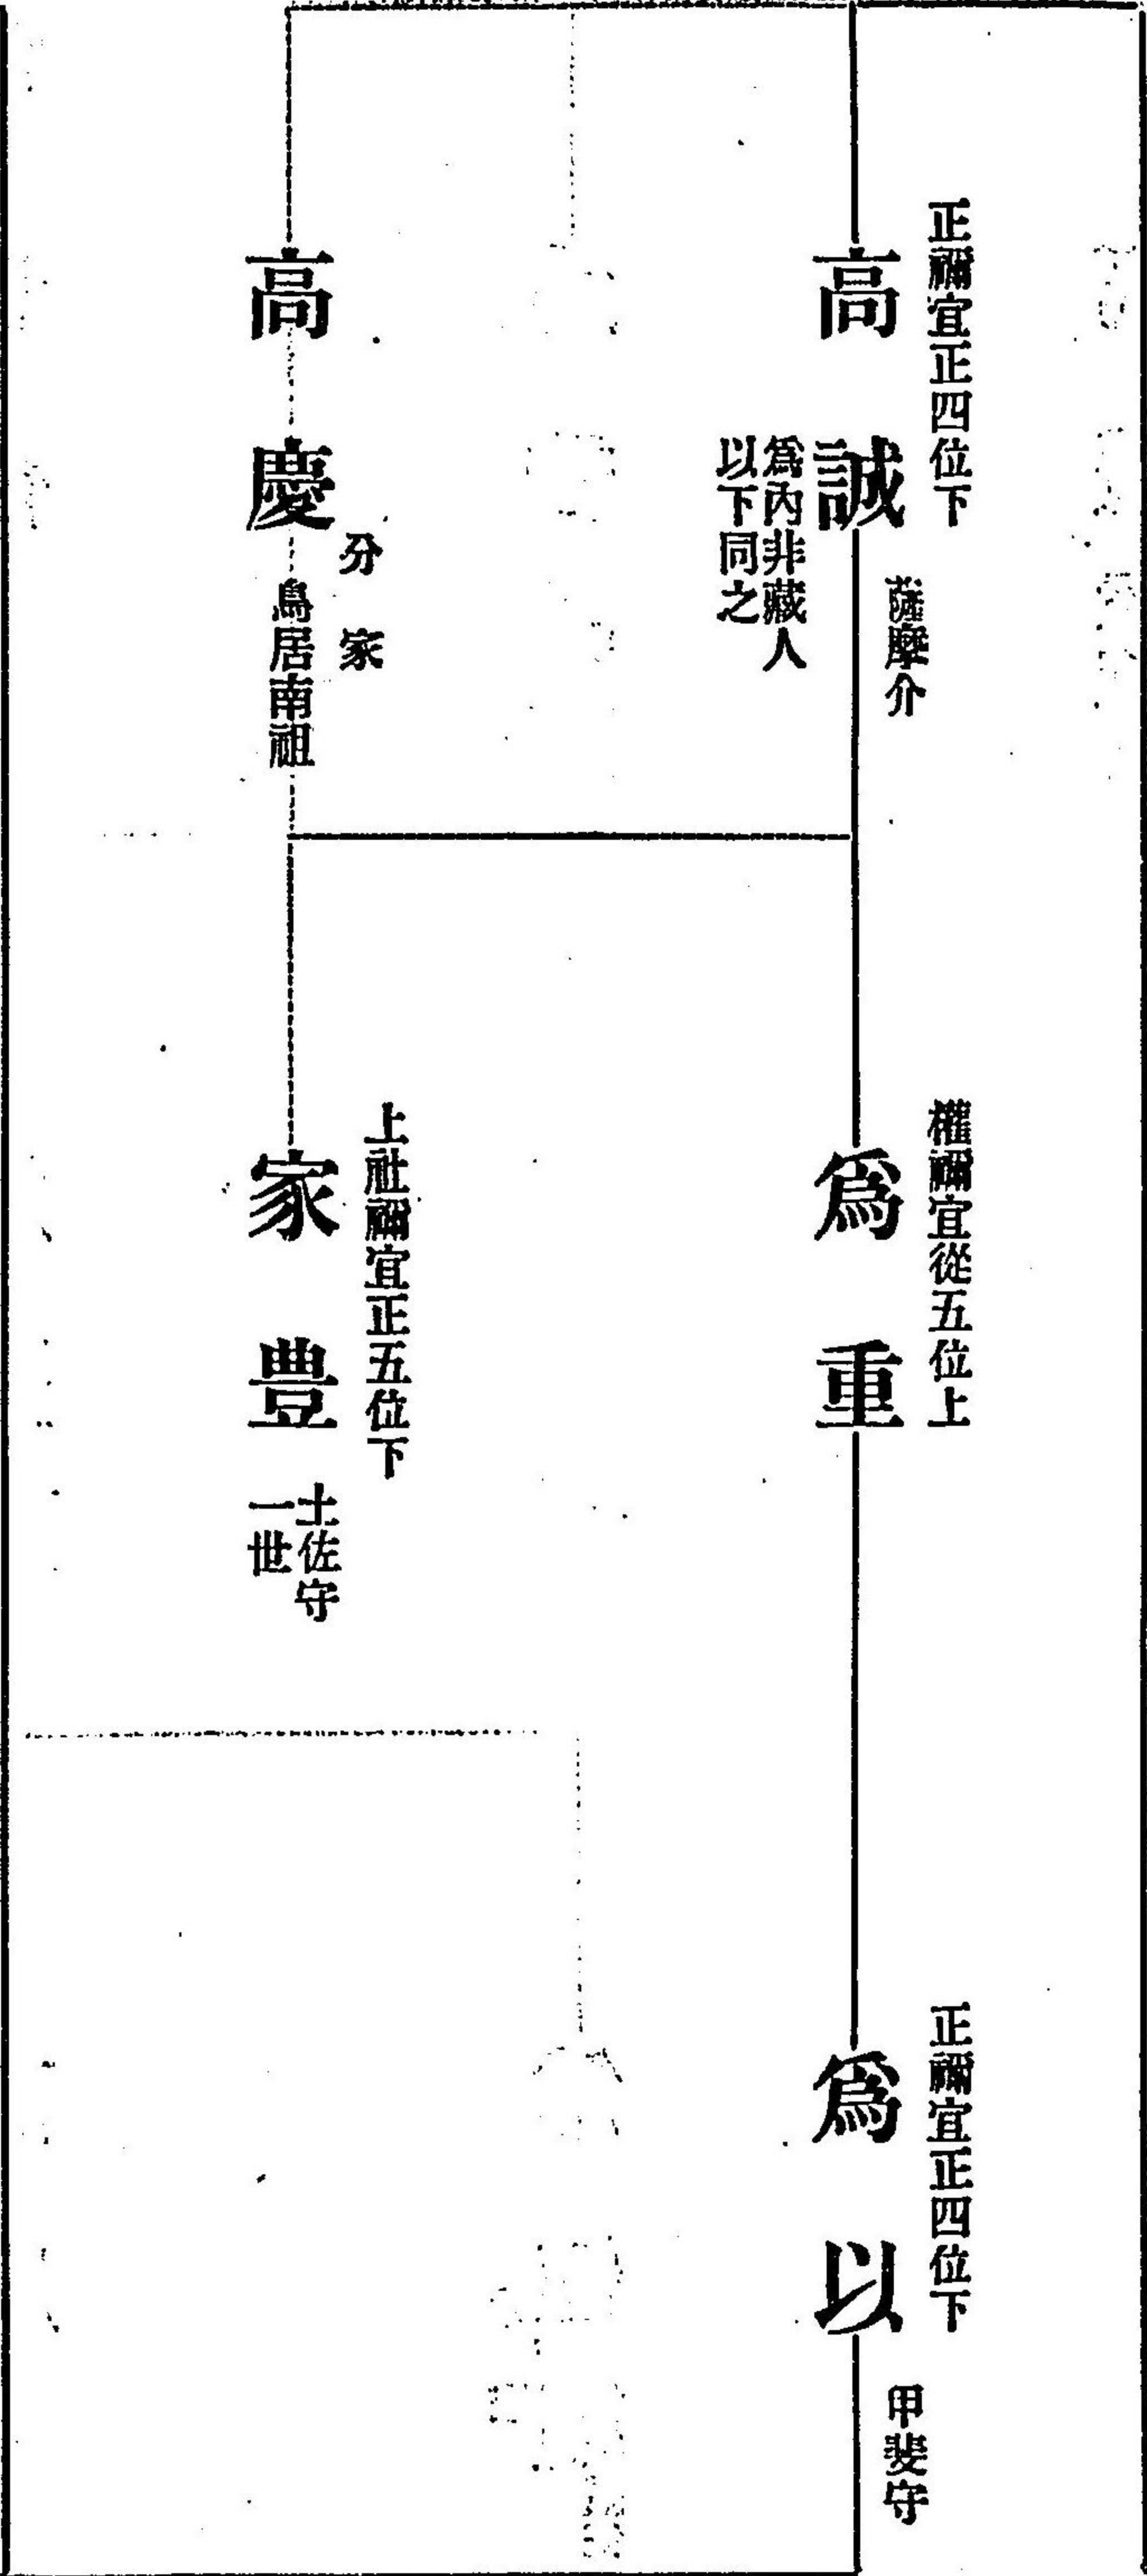 正禰宜正四位下
高誠
薩摩介
爲內非藏人
以下同之
權禰宜從五位上
爲重
正禰宜正四位下
爲以
甲斐守
高慶
分家
鳥居南祖
上社禰宜正五位下
家豊
土佐守
一世